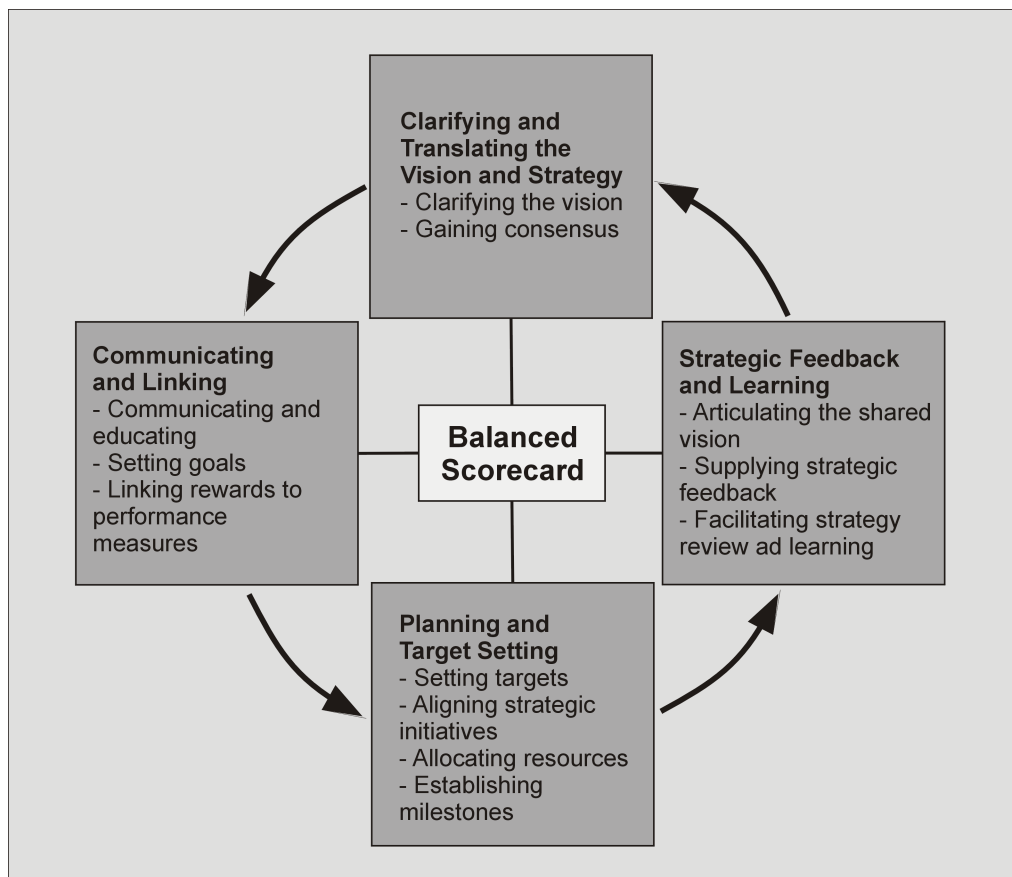 Clarifying and
Translating the
Vision and Strategy
- Clarifying the vision
- Gaining consensus
Communicating
and Linking
- Communicating and
educating
- Setting goals
- Linking rewards to
performance
measures
Balanced
Scorecard
Strategic Feedback
and Learning
- Articulating the shared
vision
- Supplying strategic
feedback
- Facilitating strategy
review ad learning
Planning and
Target Setting
- Setting targets
- Aligning strategic
initiatives
- Allocating resources
- Establishing
milestones